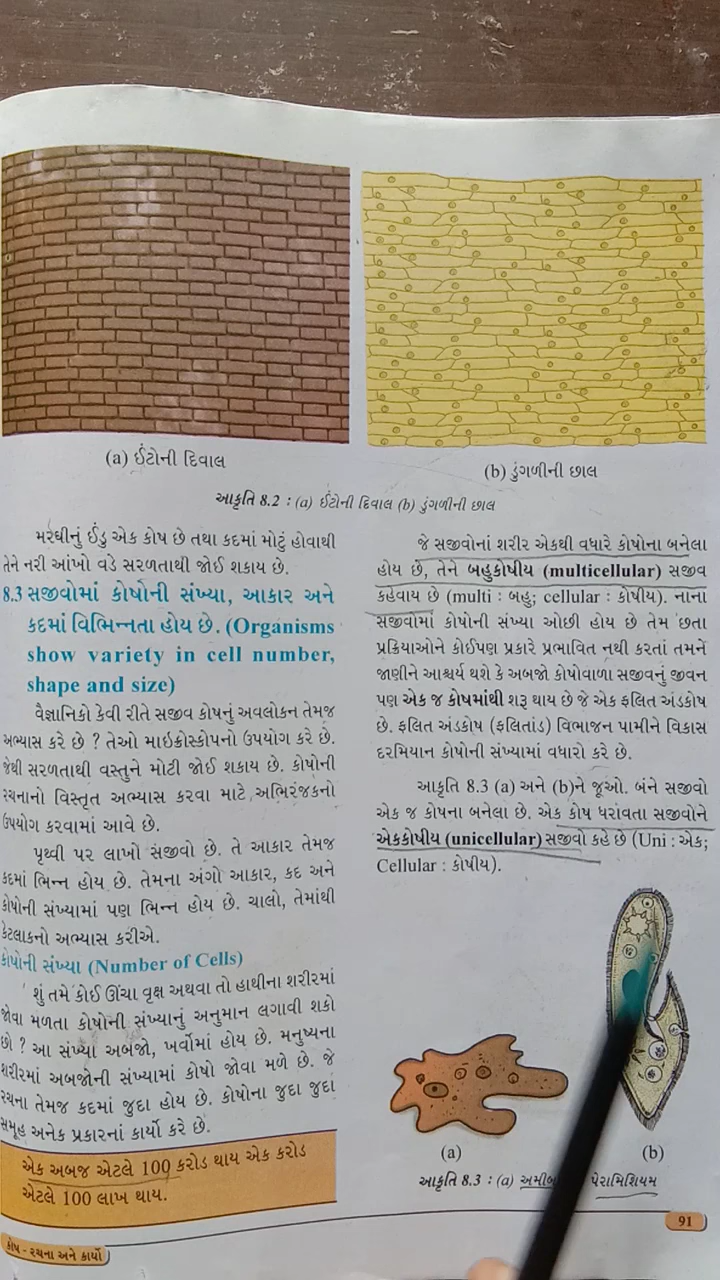 (a) ઈંટોની દિવાલ
(b) ડુંગળીની છાલ
આકૃતિ 8.2 : (a) ઈંટોની દિવાલ (b) ડુંગળીની છાલ
મરઘીનું ઈંડુ એક કોષ છે તથા કદમાં મોટું હોવાથી
તેને નરી આંખો વડે સરળતાથી જોઈ શકાય છે.
8.3 સજીવોમાં કોષોની સંખ્યા, આકાર અને
કદમાં વિભિન્નતા હોય છે. (Organisms
show variety in cell number,
shape and size)
વૈજ્ઞાનિકો કેવી રીતે સજીવ કોષનું અવલોકન તેમજ
અભ્યાસ કરે છે ? તેઓ માઇક્રોસ્કોપનો ઉપયોગ કરે છે.
જેથી સરળતાથી વસ્તુને મોટી જોઈ શકાય છે. કોષોની
રચનાનો વિસ્તૃત અભ્યાસ કરવા માટે અભિરંજકનો
ઉપયોગ કરવામાં આવે છે.
પૃથ્વી પર લાખો સજીવો છે. તે આકાર તેમજ
કદમાં ભિન્ન હોય છે. તેમના અંગો આકાર, કદ અને
કોષોની સંખ્યામાં પણ ભિન્ન હોય છે. ચાલો, તેમાંથી
કેટલાકનો અભ્યાસ કરીએ.
કોષોની સંખ્યા (Number of Cells)
શું તમે કોઈ ઊંચા વૃક્ષ અથવા તો હાથીના શરીરમાં
જોવા મળતા કોષોની સંખ્યાનું અનુમાન લગાવી શકો
છો ? આ સંખ્યા અબજો, ખર્વોમાં હોય છે. મનુષ્યના
શરીરમાં અબજોની સંખ્યામાં કોષો જોવા મળે છે. જે
રચના તેમજ કદમાં જુદા હોય છે. કોષોના જુદા જુદા
સમૂહ અનેક પ્રકારનાં કાર્યો કરે છે.
એક અબજ એટલે 100 કરોડ થાય એક કરોડ
એટલે 100 લાખ થાય.
જે સજીવોનાં શરીર એકથી વધારે કોષોના બનેલા
હોય છે, તેને બહુકોષીય (multicellular) સજીવ
કહેવાય છે (multi : બહુ; cellular : કોષીય). નાના
સજીવોમાં કોષોની સંખ્યા ઓછી હોય છે તેમ છતા
પ્રક્રિયાઓને કોઈપણ પ્રકારે પ્રભાવિત નથી કરતાં તમને
જાણીને આશ્ચર્ય થશે કે અબજો કોષોવાળા સજીવનું જીવન
પણ એક જ કોષમાંથી શરૂ થાય છે જે એક ફલિત અંડકોષ
છે. ફલિત અંડકોષ (ફલિતાંડ) વિભાજન પામીને વિકાસ
દરમિયાન કોષોની સંખ્યામાં વધારો કરે છે.
આકૃતિ 8.3 (a) અને (b)ને જૂઓ. બંને સજીવો
એક જ કોષના બનેલા છે. એક કોષ ધરાવતા સજીવોને
એકકોષીય (unicellular) સજીવો કહે છે (Uni : એક;
Cellular : કોષીય).
(a)
(b)
આકૃતિ 8.3 : (a) પેરામિશિયમ
91
કોષ - રચના અને કાર્યો